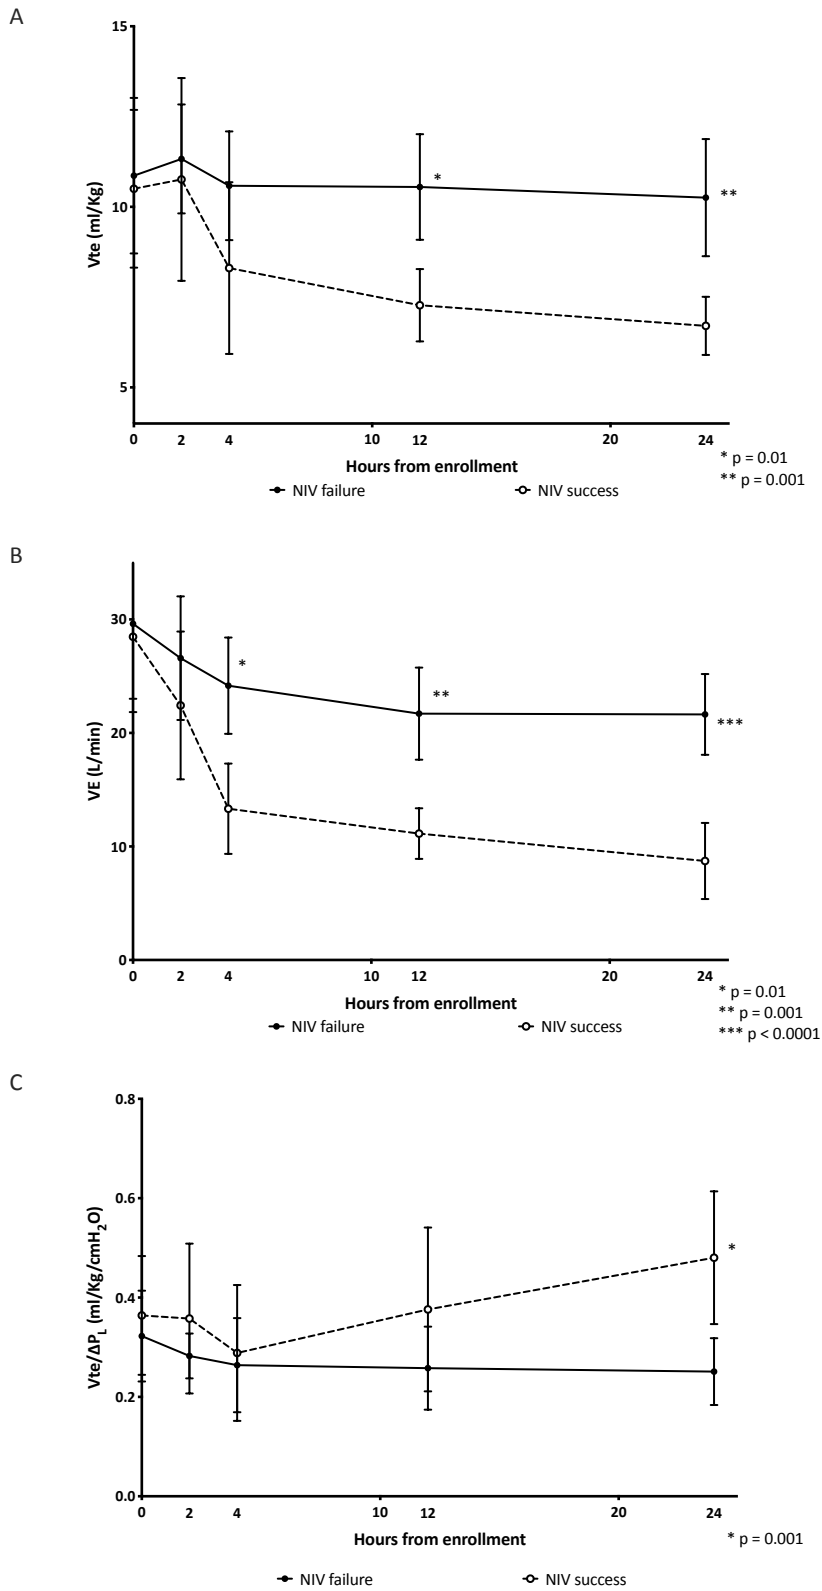 A
15
10
5
Vte (ml/Kg)
*
**
0 2 4 10 12 20 24
Hours from enrollment
* p = 0.01
** p = 0.001
NIV failure NIV success
B
30
20
10
0
VE (L/min)
*
**
***
0 2 4 10 12 20 24
Hours from enrollment
* p = 0.01
** p = 0.001
*** p < 0.0001
NIV failure NIV success
C
0.8
0.6
0.4
0.2
0.0
Vte/ΔP_L (ml/Kg/cmH₂O)
*
0 2 4 10 12 20 24
Hours from enrollment
* p = 0.001
NIV failure NIV success